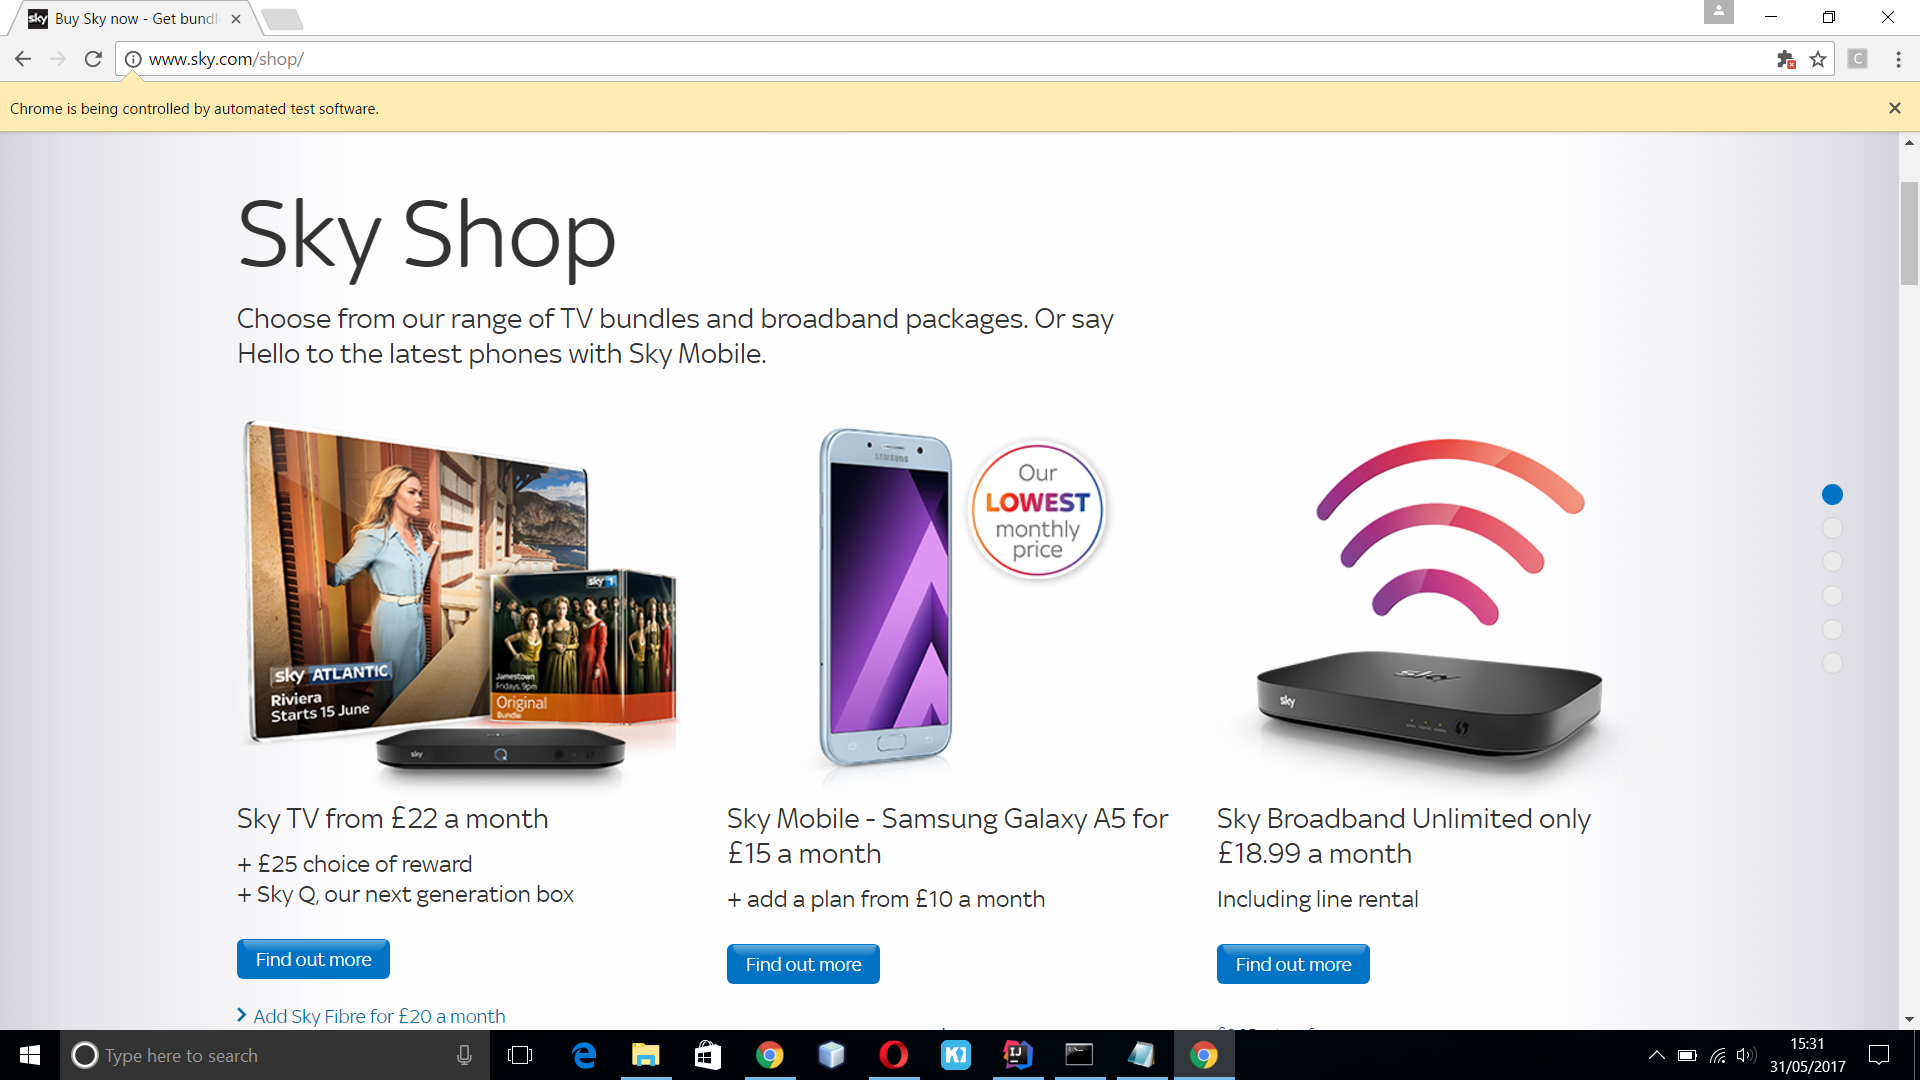 sky Buy Sky now - Get bundl
www.sky.com/shop/
C
Chrome is being controlled by automated test software.
Sky Shop
Choose from our range of TV bundles and broadband packages. Or say
Hello to the latest phones with Sky Mobile.
sky ATLANTIC
Riviera
Starts 15 June
sky 1
Jamestown
Fridays, 9pm
Original
Bundle
sky Q
SAMSUNG
Our
LOWEST
monthly
price
sky
sky
Sky TV from £22 a month
+ £25 choice of reward
+ Sky Q, our next generation box
Find out more
Add Sky Fibre for £20 a month
Sky Mobile - Samsung Galaxy A5 for
£15 a month
+ add a plan from £10 a month
Find out more
Sky Broadband Unlimited only
£18.99 a month
Including line rental
Find out more
Type here to search
15:31
31/05/2017